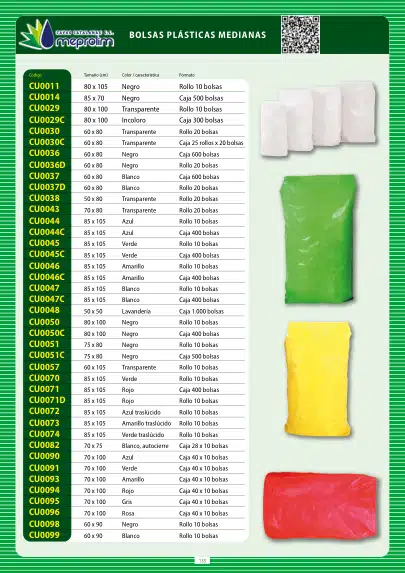 CAYSS CATALANAS S.L.
meprolim
BOLSAS PLÁSTICAS MEDIANAS
Código Tamaño (cm) Color / característica Formato
CU0011 80 x 105 Negro Rollo 10 bolsas
CU0014 85 x 70 Negro Caja 500 bolsas
CU0029 80 x 100 Transparente Rollo 10 bolsas
CU0029C 80 x 100 Incoloro Caja 300 bolsas
CU0030 60 x 80 Transparente Rollo 20 bolsas
CU0030C 60 x 80 Transparente Caja 25 rollos x 20 bolsas
CU0036 60 x 80 Negro Caja 600 bolsas
CU0036D 60 x 80 Negro Rollo 20 bolsas
CU0037 60 x 80 Blanco Caja 600 bolsas
CU0037D 60 x 80 Blanco Rollo 20 bolsas
CU0038 50 x 80 Transparente Rollo 20 bolsas
CU0043 70 x 80 Transparente Rollo 20 bolsas
CU0044 85 x 105 Azul Rollo 10 bolsas
CU0044C 85 x 105 Azul Caja 400 bolsas
CU0045 85 x 105 Verde Rollo 10 bolsas
CU0045C 85 x 105 Verde Caja 400 bolsas
CU0046 85 x 105 Amarillo Rollo 10 bolsas
CU0046C 85 x 105 Amarillo Caja 400 bolsas
CU0047 85 x 105 Blanco Rollo 10 bolsas
CU0047C 85 x 105 Blanco Caja 400 bolsas
CU0048 50 x 50 Lavandería Caja 1.000 bolsas
CU0050 80 x 100 Negro Rollo 10 bolsas
CU0050C 80 x 100 Negro Caja 400 bolsas
CU0051 75 x 80 Negro Rollo 10 bolsas
CU0051C 75 x 80 Negro Caja 500 bolsas
CU0057 60 x 105 Transparente Rollo 10 bolsas
CU0070 85 x 105 Verde Rollo 10 bolsas
CU0071 85 x 105 Rojo Caja 400 bolsas
CU0071D 85 x 105 Rojo Rollo 10 bolsas
CU0072 85 x 105 Azul traslúcido Rollo 10 bolsas
CU0073 85 x 105 Amarillo traslúcido Rollo 10 bolsas
CU0074 85 x 105 Verde traslúcido Rollo 10 bolsas
CU0082 70 x 75 Blanco, autocierre Caja 28 x 10 bolsas
CU0090 70 x 100 Azul Caja 40 x 10 bolsas
CU0091 70 x 100 Verde Caja 40 x 10 bolsas
CU0093 70 x 100 Amarillo Caja 40 x 10 bolsas
CU0094 70 x 100 Rojo Caja 40 x 10 bolsas
CU0095 70 x 100 Gris Caja 40 x 10 bolsas
CU0096 70 x 100 Rosa Caja 40 x 10 bolsas
CU0098 60 x 90 Negro Rollo 10 bolsas
CU0099 60 x 90 Blanco Rollo 10 bolsas